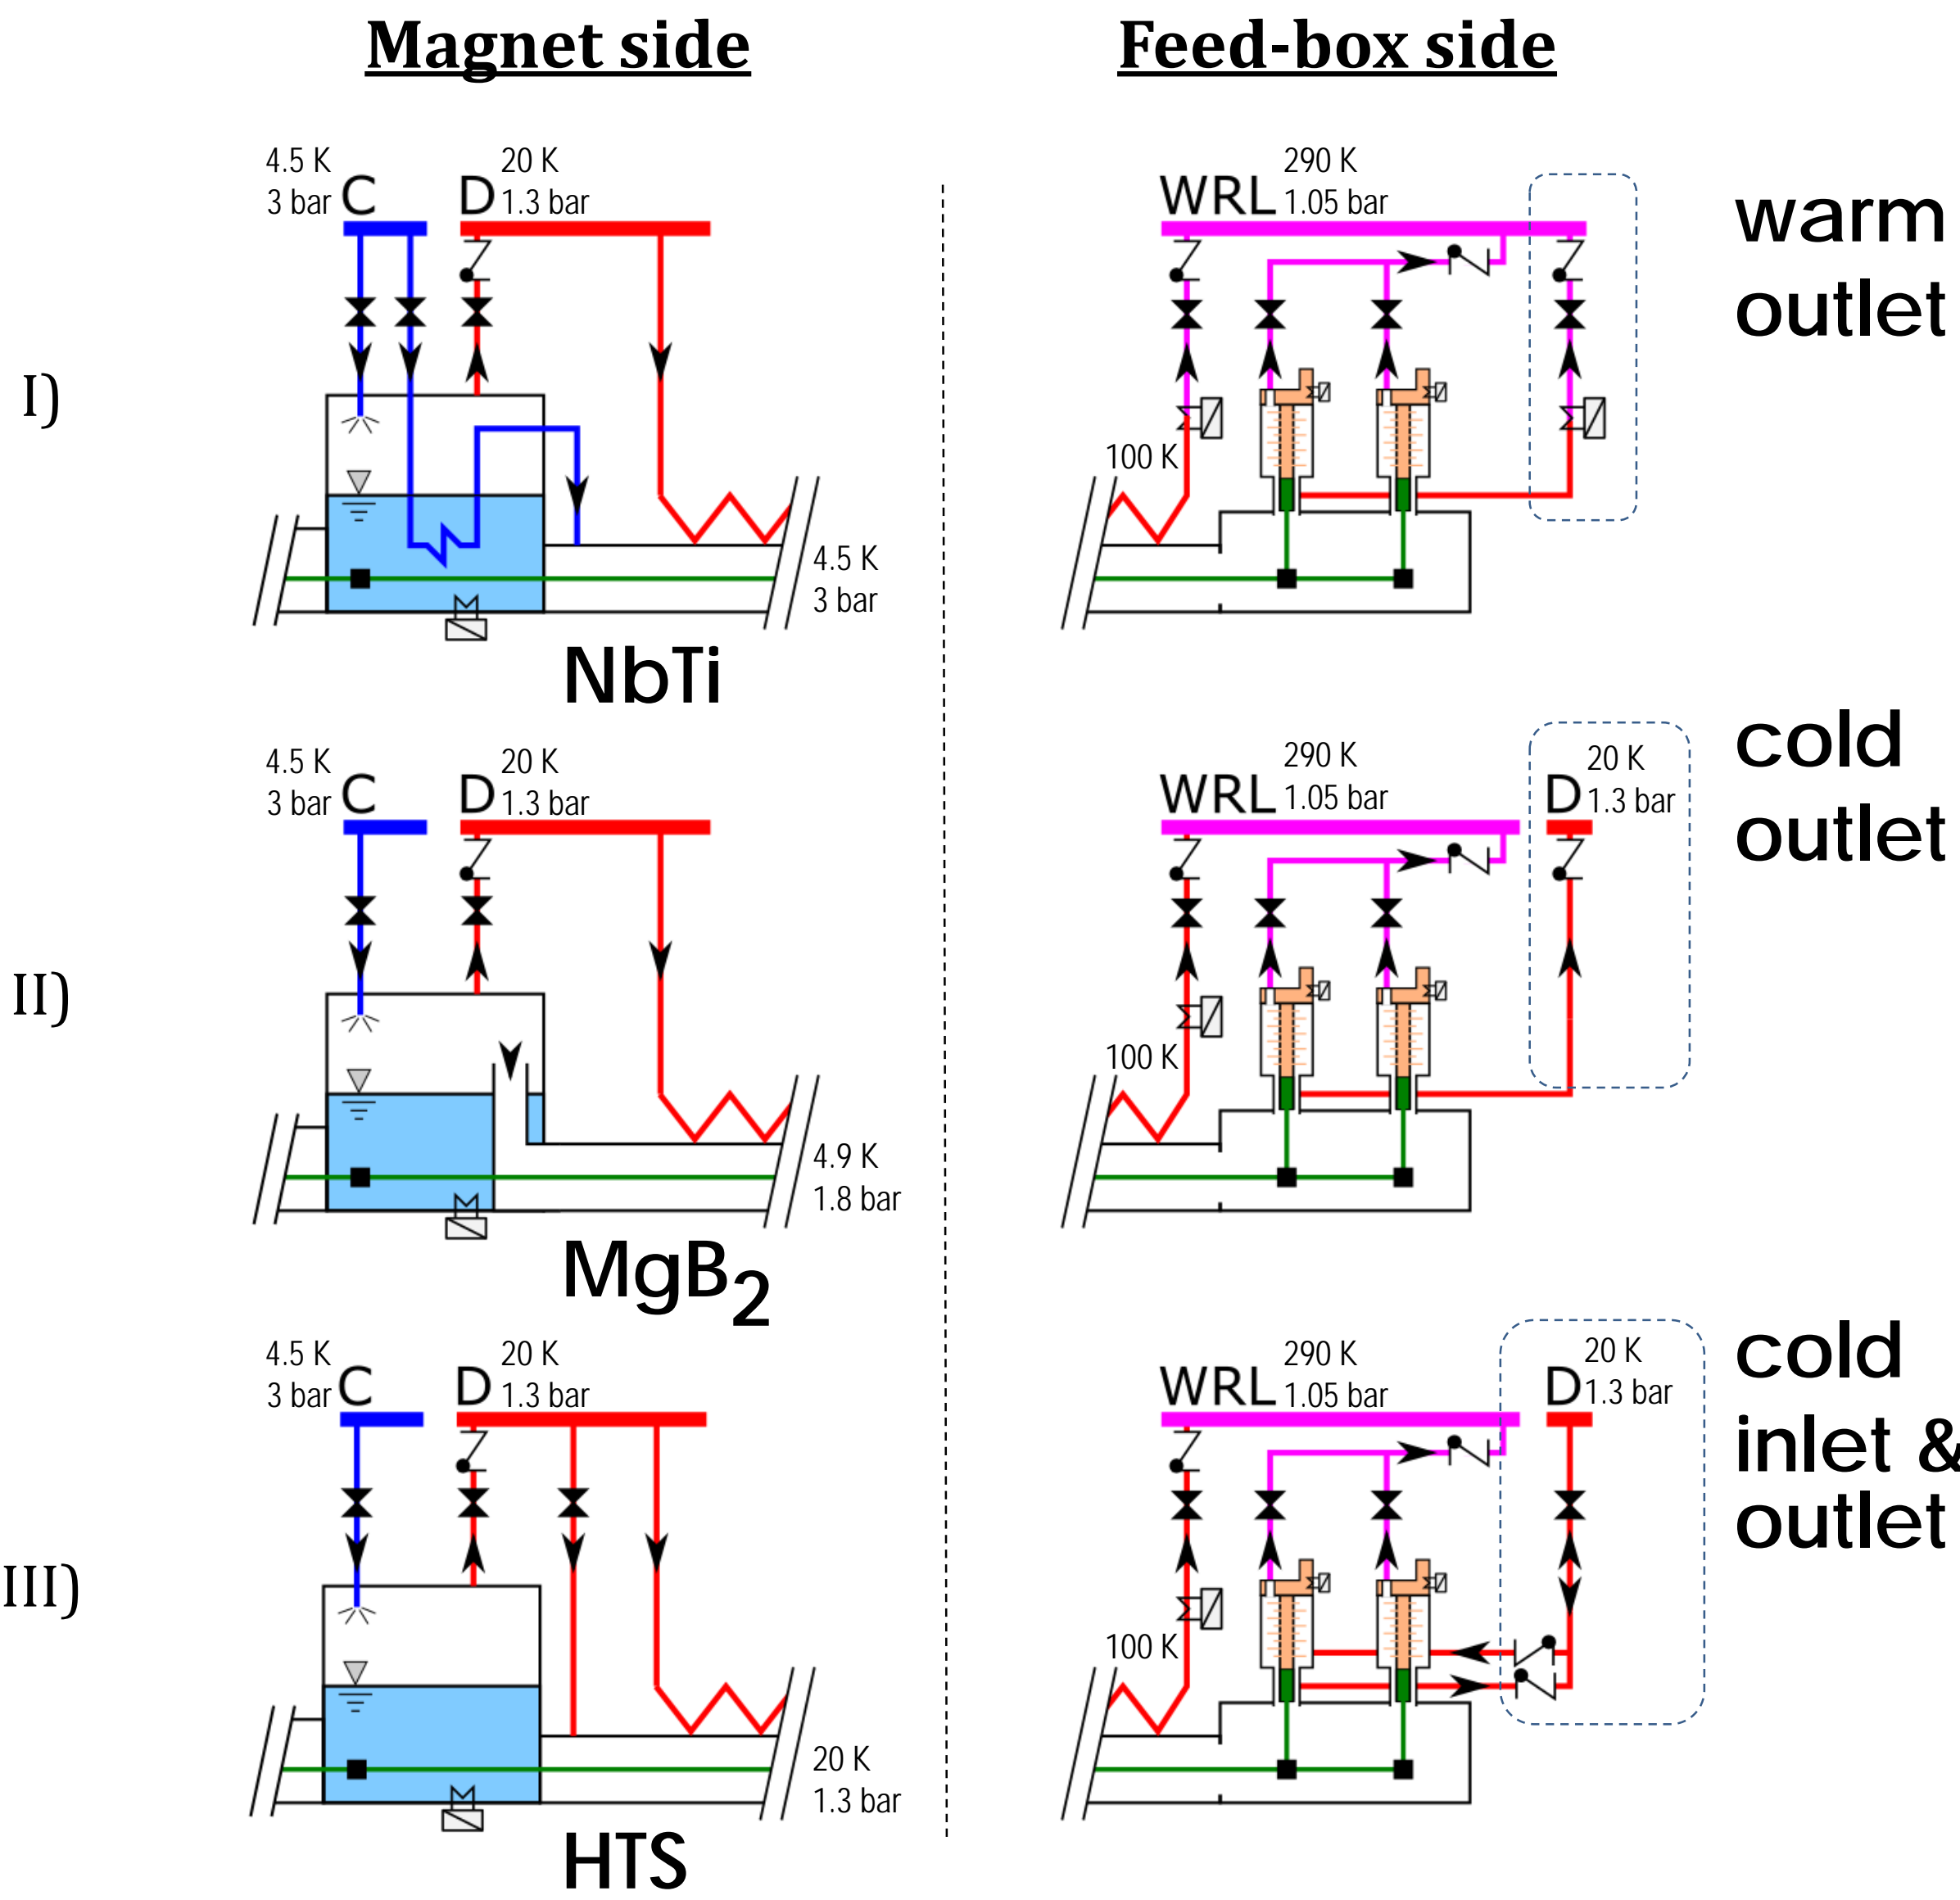 Magnet side
Feed-box side
I)
4.5 K
3 bar C
D 20 K
1.3 bar
4.5 K
3 bar
NbTi
WRL 290 K
1.05 bar
100 K
warm
outlet
II)
4.5 K
3 bar C
D 20 K
1.3 bar
4.9 K
1.8 bar
MgB2
WRL 290 K
1.05 bar
D 20 K
1.3 bar
100 K
cold
outlet
III)
4.5 K
3 bar C
D 20 K
1.3 bar
20 K
1.3 bar
HTS
WRL 290 K
1.05 bar
D 20 K
1.3 bar
100 K
cold
inlet &
outlet